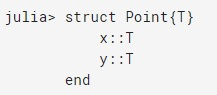 julia> struct Point{T}
           x::T
           y::T
       end